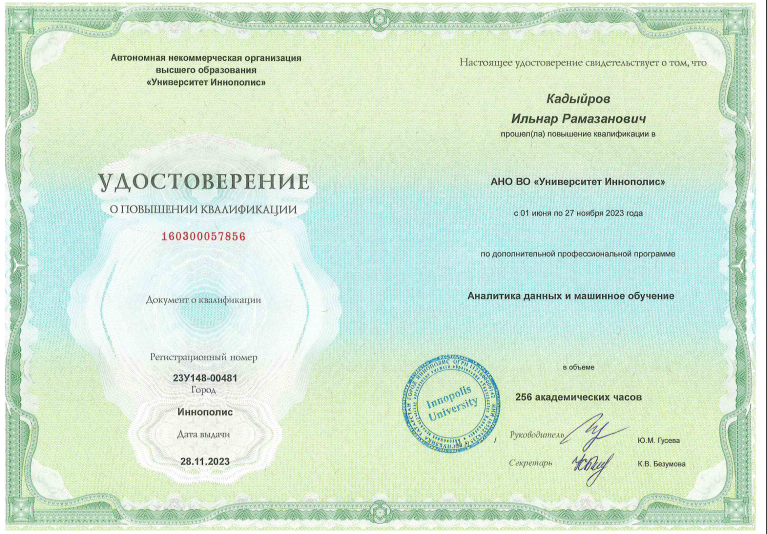 Автономная некоммерческая организация
высшего образования
«Университет Иннополис»
УДОСТОВЕРЕНИЕ
О ПОВЫШЕНИИ КВАЛИФИКАЦИИ
160300057856
Документ о квалификации
Регистрационный номер
23У148-00481
Город
Иннополис
Дата выдачи
28.11.2023
Настоящее удостоверение свидетельствует о том, что
Кадыйров
Ильнар Рамазанович
прошел(ла) повышение квалификации в
АНО ВО «Университет Иннополис»
с 01 июня по 27 ноября 2023 года
по дополнительной профессиональной программе
Аналитика данных и машинное обучение
в объеме
256 академических часов
Innopolis
University
Руководитель
Ю.М. Гусева
Секретарь
К.В. Безумова